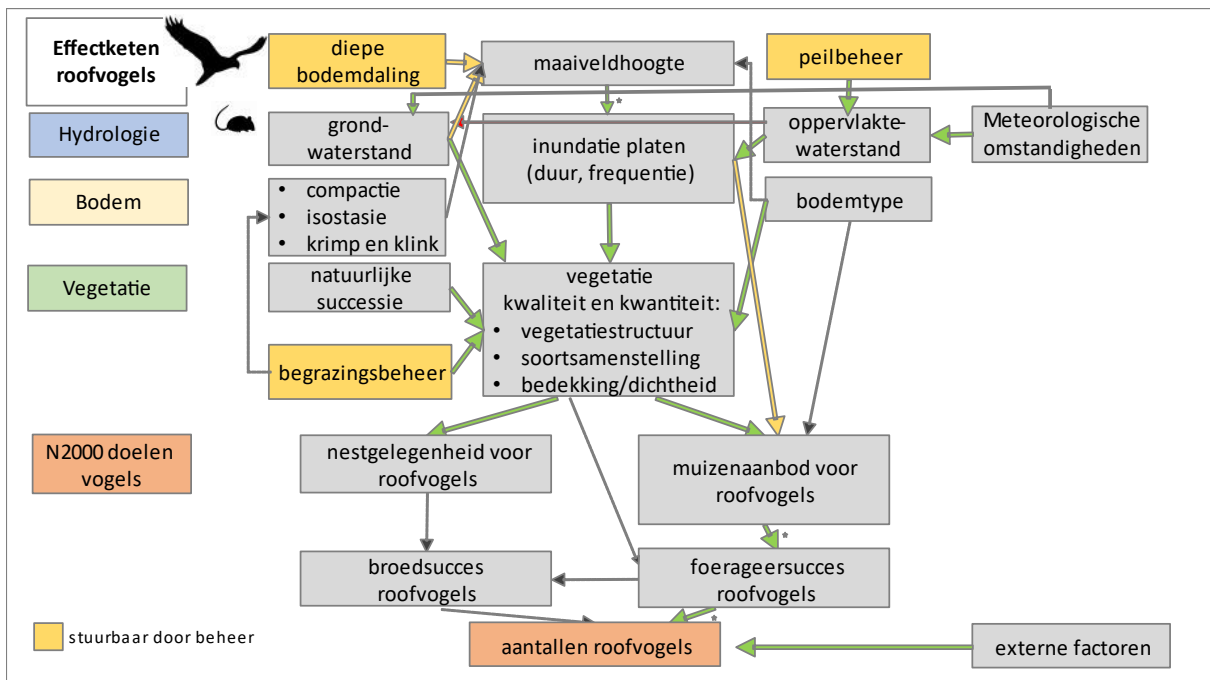 Effectketen
roofvogels
diepe
bodemdaling
maaiveldhoogte
peilbeheer
*
Hydrologie
grond-
waterstand
inundatie platen
(duur, frequentie)
oppervlakte-
waterstand
Meteorologische
omstandigheden
Bodem
• compactie
• isostasie
• krimp en klink
bodemtype
Vegetatie
natuurlijke
successie
vegetatie
kwaliteit en kwantiteit:
• vegetatiestructuur
• soortsamenstelling
• bedekking/dichtheid
begrazingsbeheer
N2000 doelen
vogels
nestgelegenheid voor
roofvogels
muizenaanbod voor
roofvogels
*
broedsucces
roofvogels
foerageersucces
roofvogels
*
stuurbaar door beheer
aantallen roofvogels
externe factoren